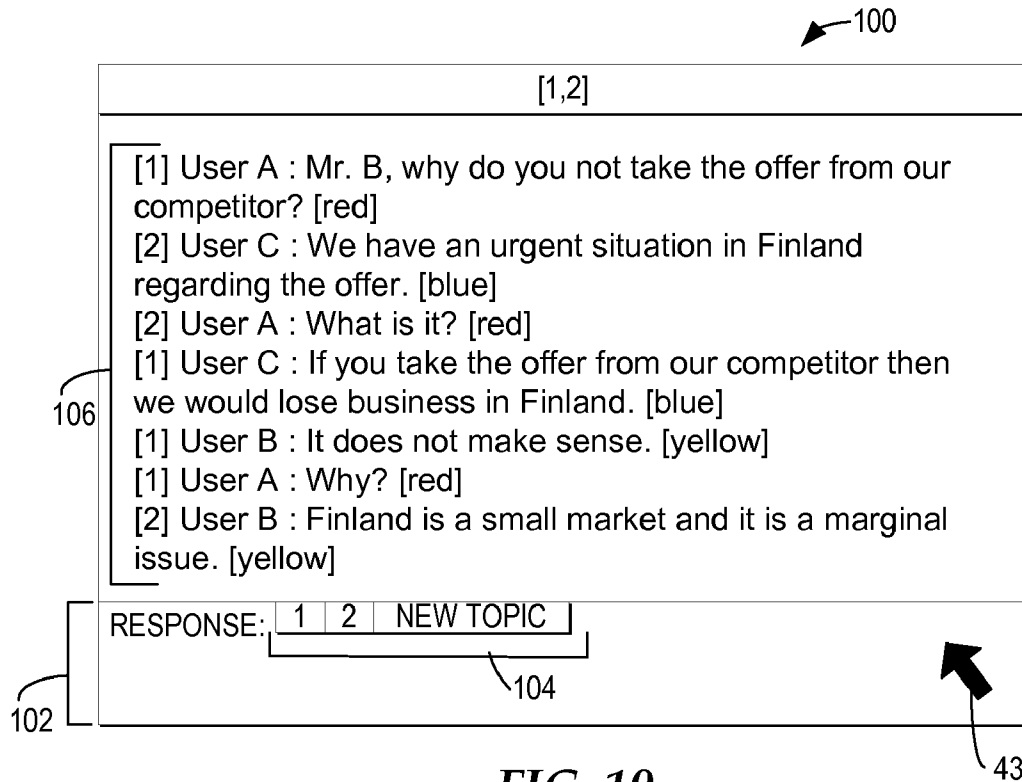 100
[1,2]
[1] User A : Mr. B, why do you not take the offer from our
competitor? [red]
[2] User C : We have an urgent situation in Finland
regarding the offer. [blue]
[2] User A : What is it? [red]
[1] User C : If you take the offer from our competitor then
we would lose business in Finland. [blue]
106
[1] User B : It does not make sense. [yellow]
[1] User A : Why? [red]
[2] User B : Finland is a small market and it is a marginal
issue. [yellow]
RESPONSE: 1 2 NEW TOPIC
104
102
43
FIG. 10